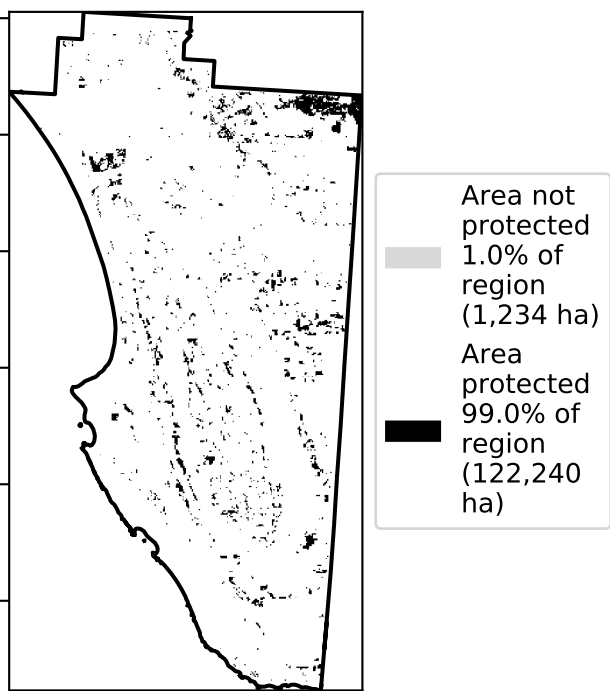 Area not
protected
1.0% of
region
(1,234 ha)
Area
protected
99.0% of
region
(122,240
ha)